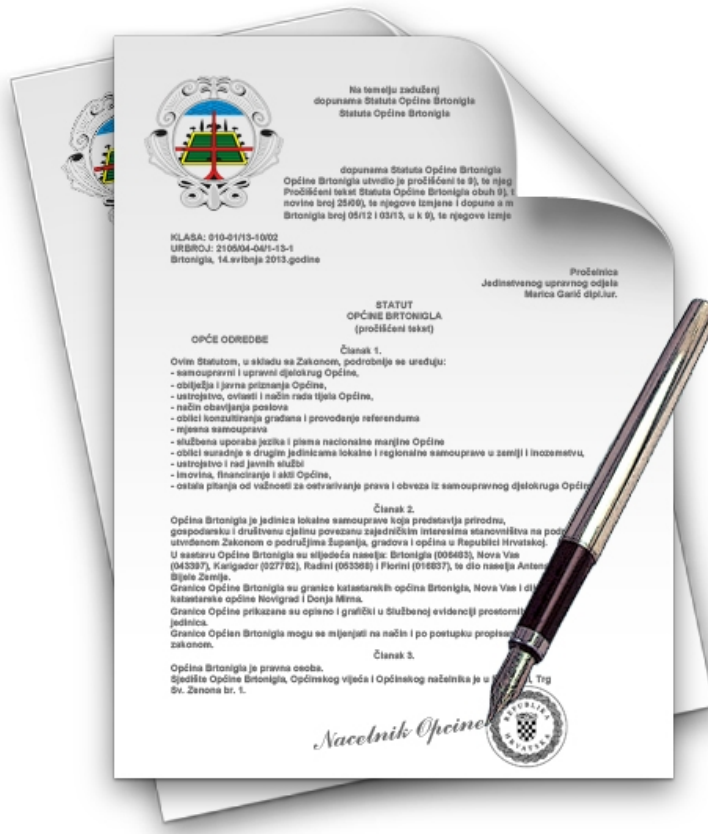 Na temelju zaduženj
dopunama Statuta Općine Brtonigla
Statuta Općine Brtonigla
dopunama Statuta Općine Brtonigla
Općine Brtonigla utvrdio je pročišćeni te 9), te njeg
Pročišćeni tekst Statuta Općine Brtonigla obuh 9), t
novine broj 25/09), te njegove izmjene i dopune a m
Brtonigla broj 05/12 i 03/13, u k 9), te njegove izmje
KLASA: 010-01/13-10/02
URBROJ: 2105/04-04/1-13-1
Brtonigla, 14.svibnja 2013.godine
Pročelnica
Jedinstvenog upravnog odjela
Marica Garić dipl.iur.
STATUT
OPĆINE BRTONIGLA
(pročišćeni tekst)
OPĆE ODREDBE
Članak 1.
Ovim Statutom, u skladu sa Zakonom, podrobnije se uređuju:
- samoupravni i upravni djelokrug Općine,
- obilježja i javna priznanja Općine,
- ustrojstvo, ovlasti i način rada tijela Općine,
- način obavljanja poslova
- oblici konzultiranja građana i provođenje referenduma
- mjesna samouprava
- službena uporaba jezika i pisma nacionalne manjine Općine
- oblici suradnje s drugim jedinicama lokalne i regionalne samouprave u zemlji i inozemstvu,
- ustrojstvo i rad javnih službi
- imovina, financiranje i akti Općine,
- ostala pitanja od važnosti za ostvarivanje prava i obveza iz samoupravnog djelokruga Općin
Članak 2.
Općina Brtonigla je jedinica lokalne samouprave koja predstavlja prirodnu,
gospodarsku i društvenu cjelinu povezanu zajedničkim interesima stanovništva na podr
utvrđenom Zakonom o područjima županija, gradova i općina u Republici Hrvatskoj.
U sastavu Općine Brtonigla su slijedeća naselja: Brtonigla (006483), Nova Vas
(043397), Karigador (027782), Radini (053368) i Fiorini (016837), te dio naselja Anten
Bijele Zemlje.
Granice Općine Brtonigla su granice katastarskih općina Brtonigla, Nova Vas i di
katastarske općine Novigrad i Donja Mirna.
Granice Općine prikazane su opisno i grafički u Službenoj evidenciji prostornih
jedinica.
Granice Općien Brtonigla mogu se mijenjati na način i po postupku propisa
zakonom.
Članak 3.
Općina Brtonigla je pravna osoba.
Sjedište Općine Brtonigla, Općinskog vijeća i Općinskog načelnika je u Trg
Sv. Zenona br. 1.
Nacelnik Opcine
REPUBLIKA
HRVATSKA